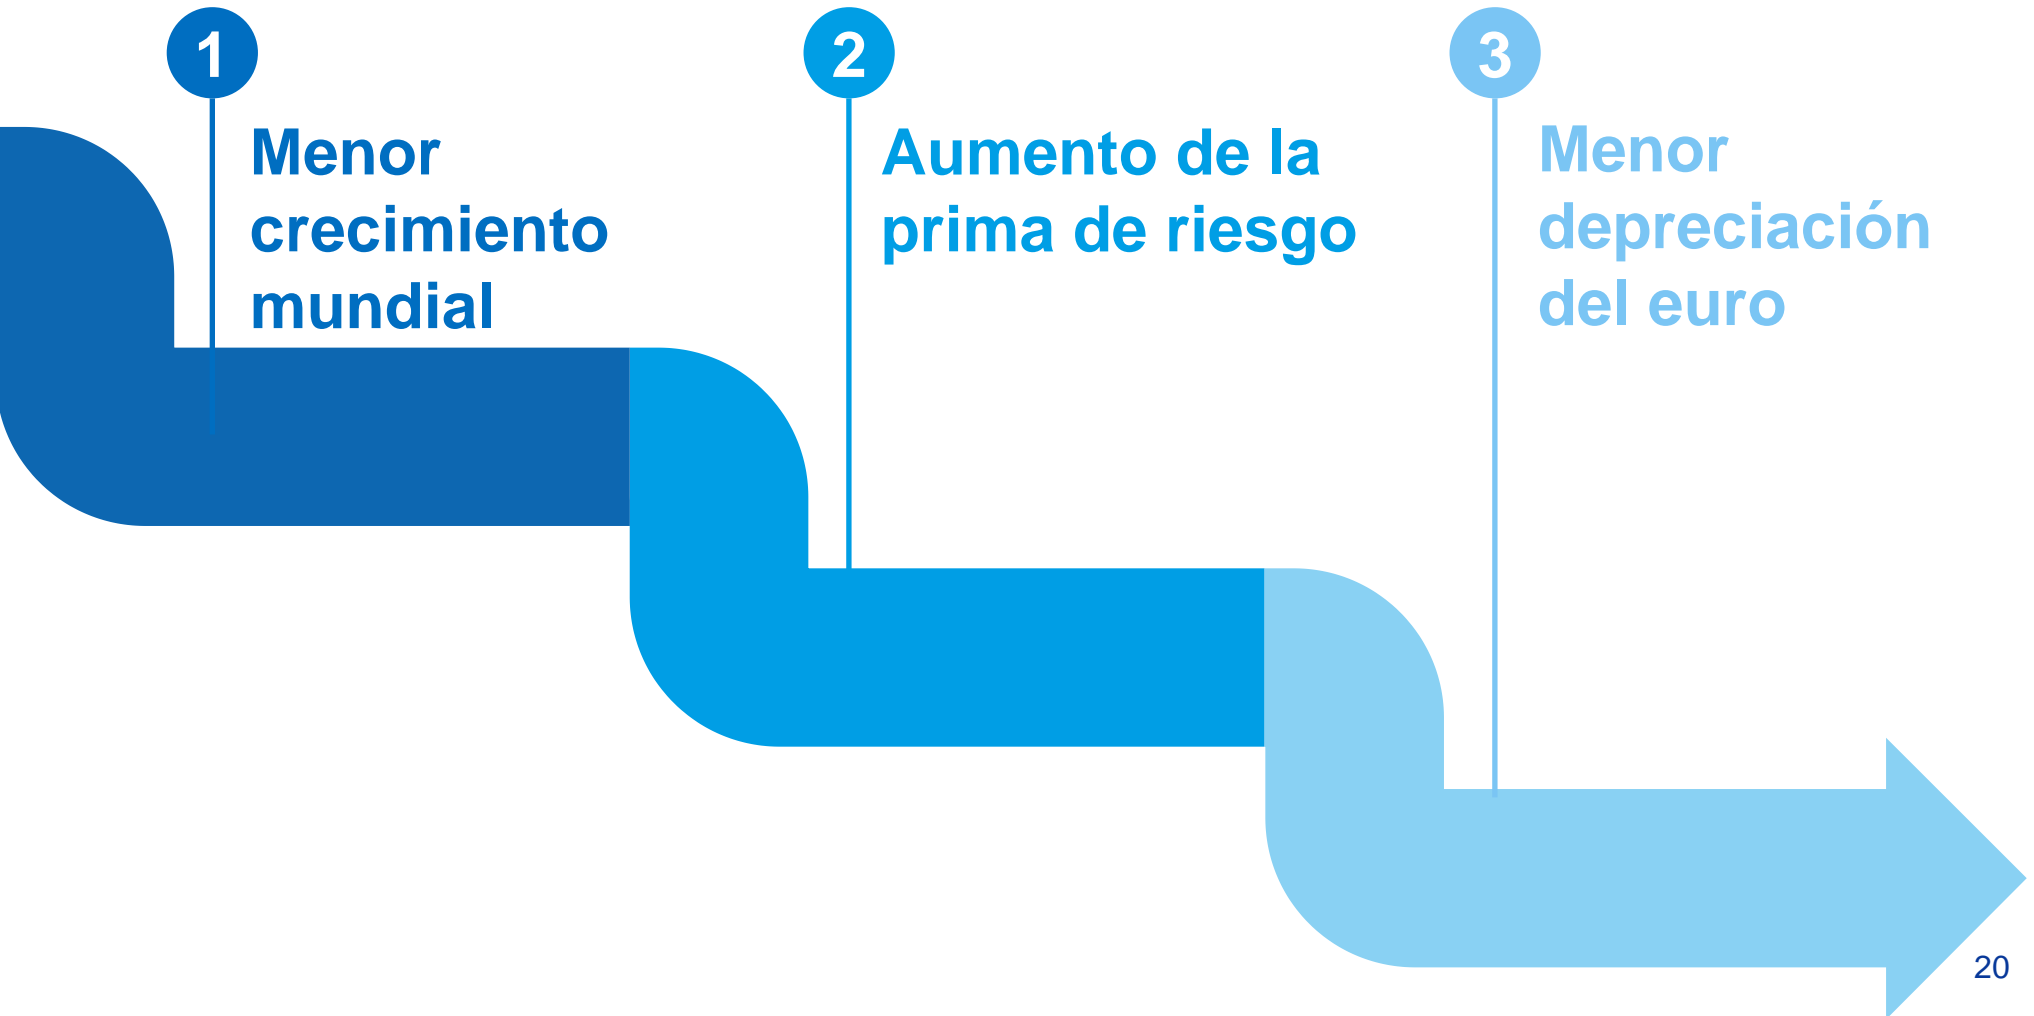 1
Menor
crecimiento
mundial
2
Aumento de la
prima de riesgo
3
Menor
depreciación
del euro
20